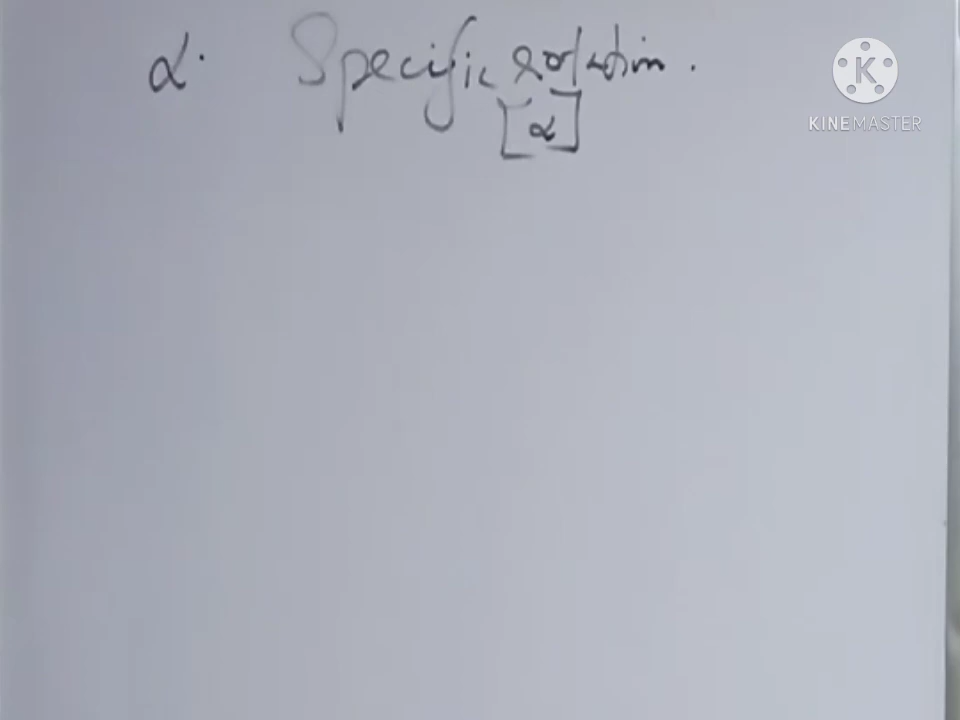 α. Specific rotation.
[α]
KINEMASTER